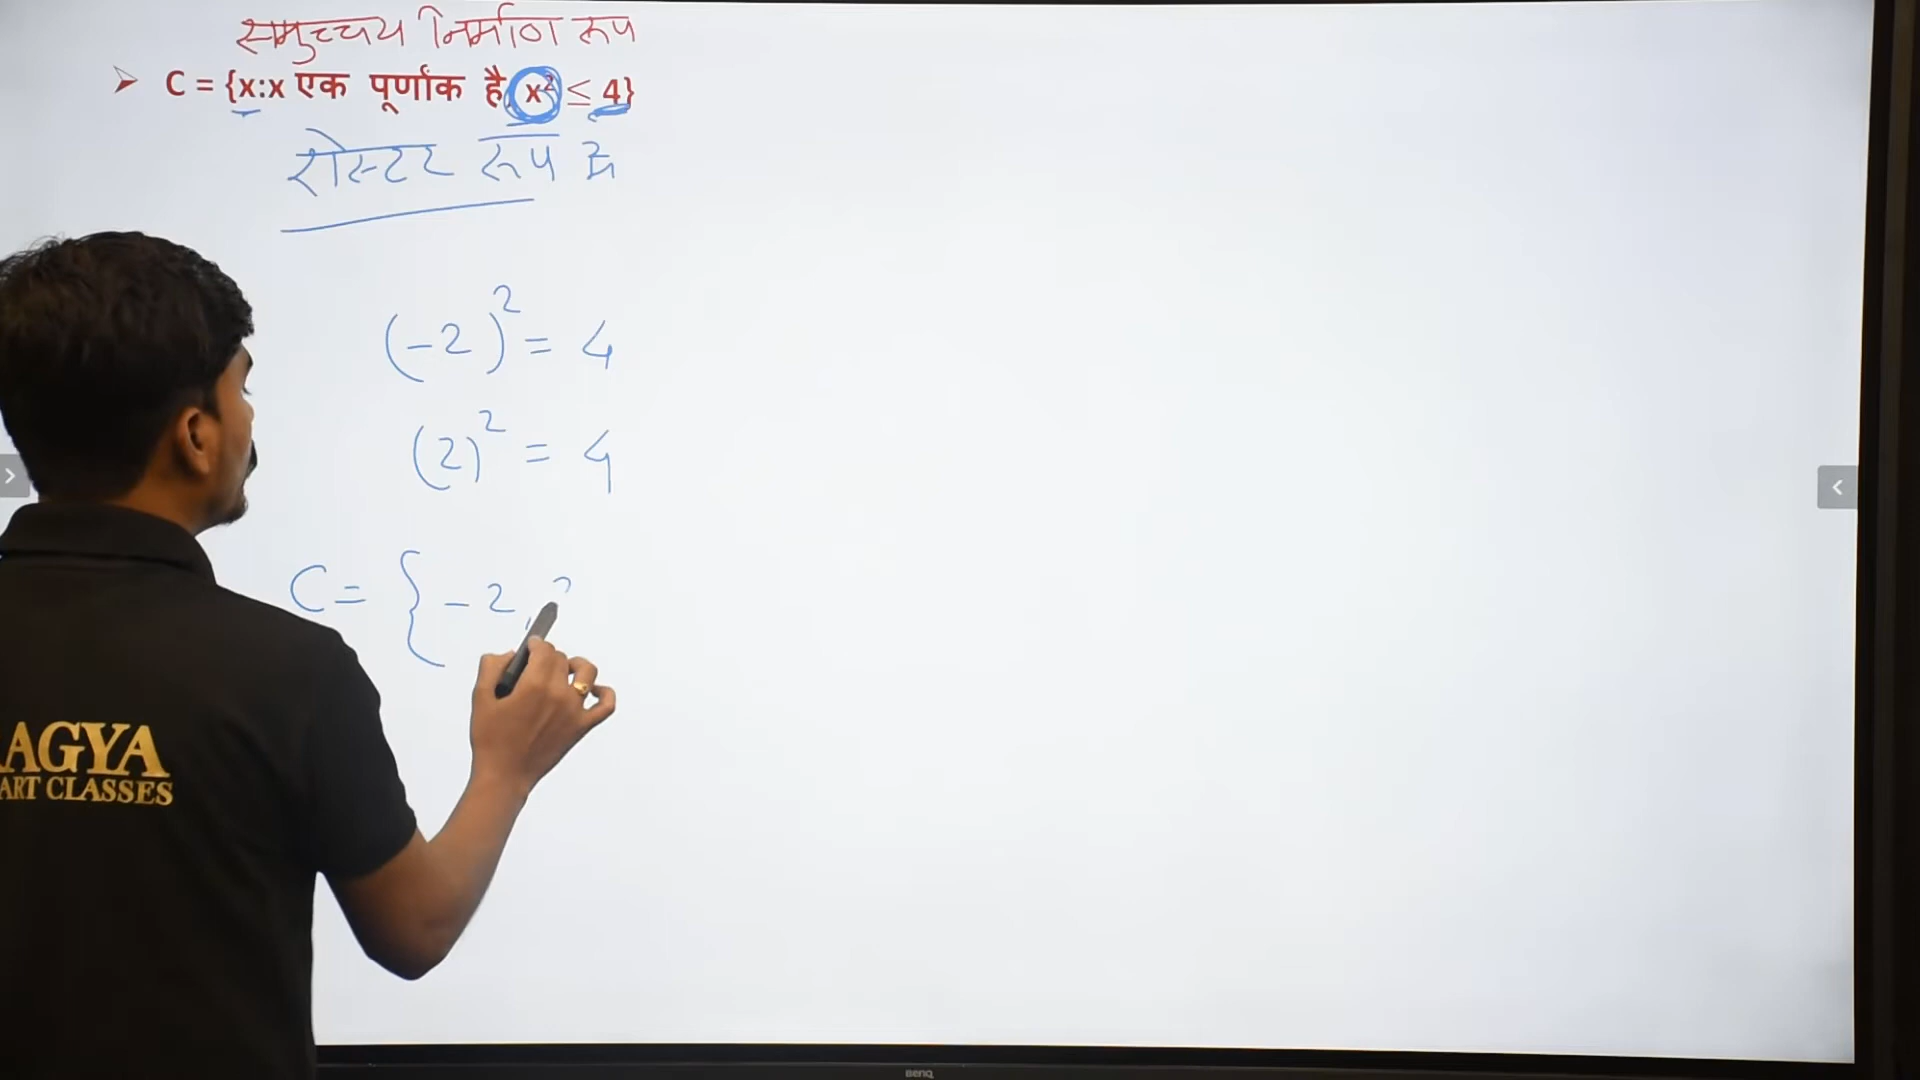 समुच्चय निर्माण रूप
➢ C = {x:x एक पूर्णांक है, x² ≤ 4}
रोस्टर रूप में
(-2)² = 4
(2)² = 4
C = { -2,
AGYA
ART CLASSES
BenQ